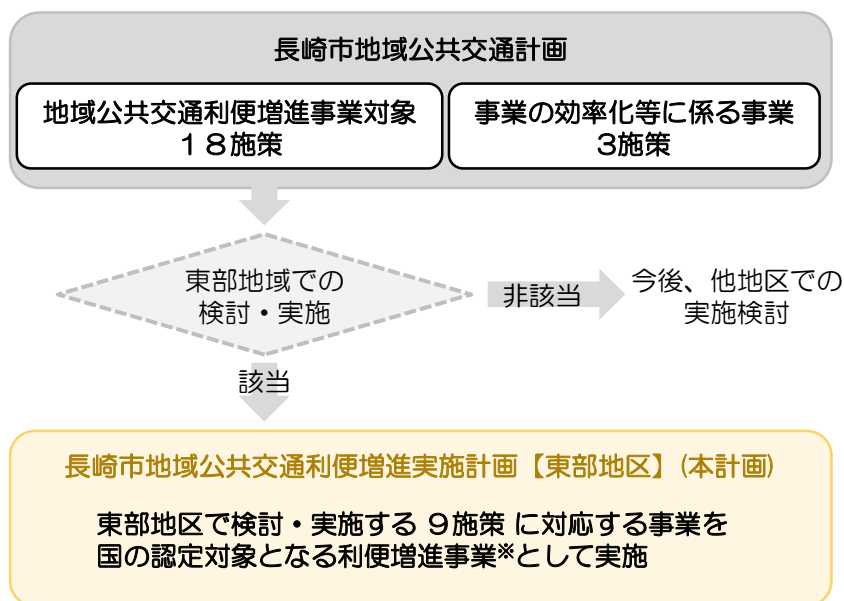 長崎市地域公共交通計画
地域公共交通利便増進事業対象
１８施策
事業の効率化等に係る事業
3施策
東部地域での
検討・実施
非該当
今後、他地区での
実施検討
該当
長崎市地域公共交通利便増進実施計画【東部地区】(本計画)
東部地区で検討・実施する ９施策 に対応する事業を
国の認定対象となる利便増進事業※として実施